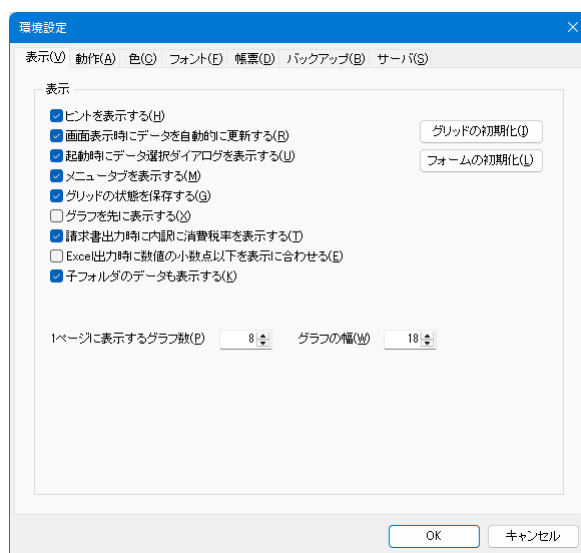 環境設定
表示(V) 動作(A) 色(C) フォント(F) 帳票(D) バックアップ(B) サーバ(S)
表示
ヒントを表示する(H)
画面表示時にデータを自動的に更新する(R)
グリッドの初期化(I)
起動時にデータ選択ダイアログを表示する(U)
フォームの初期化(L)
メニュータブを表示する(M)
グリッドの状態を保存する(G)
グラフを先に表示する(X)
請求書出力時に内訳に消費税率を表示する(T)
Excel出力時に数値の小数点以下を表示に合わせる(E)
子フォルダのデータも表示する(K)
1ページに表示するグラフ数(P) 8 グラフの幅(W) 18
OK キャンセル